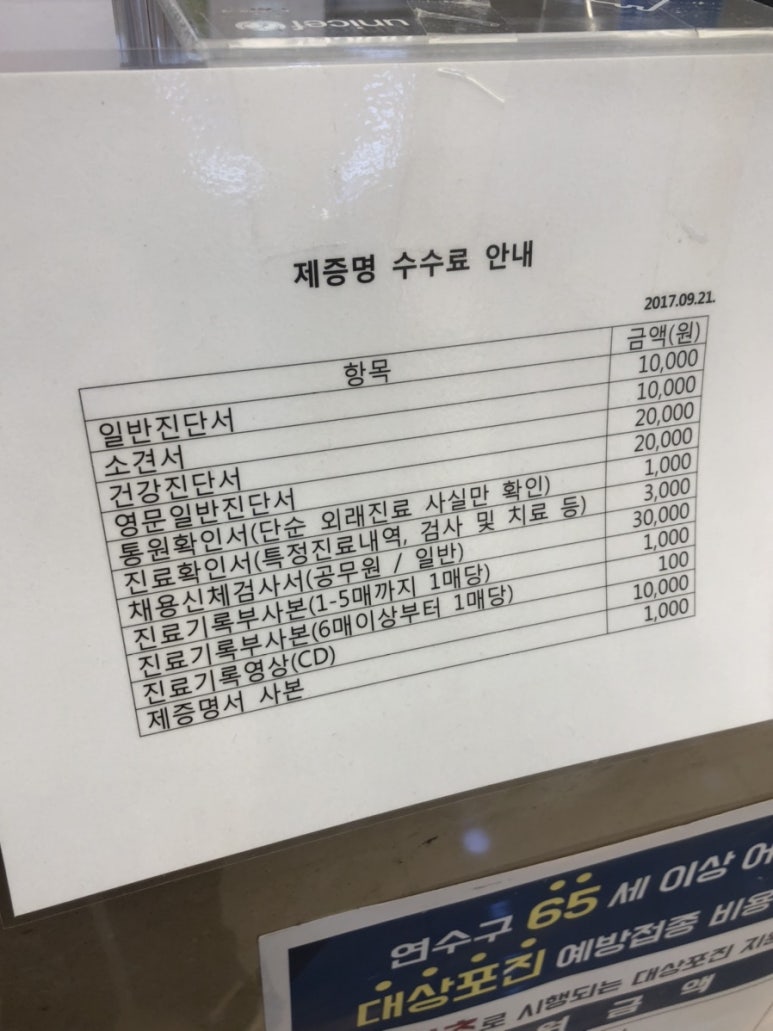 unicef
제증명 수수료 안내
2017.09.21.
항목 금액(원)
일반진단서 10,000
소견서 10,000
건강진단서 20,000
영문일반진단서 20,000
통원확인서(단순 외래진료 사실만 확인) 1,000
진료확인서(특정진료내역, 검사 및 치료 등) 3,000
채용신체검사서(공무원 / 일반) 30,000
진료기록부사본(1-5매까지 1매당) 1,000
진료기록부사본(6매이상부터 1매당) 100
진료기록영상(CD) 10,000
제증명서 사본 1,000
연수구 65세 이상
대상포진 예방접종 비용
로 시행되는 대상포진
금액